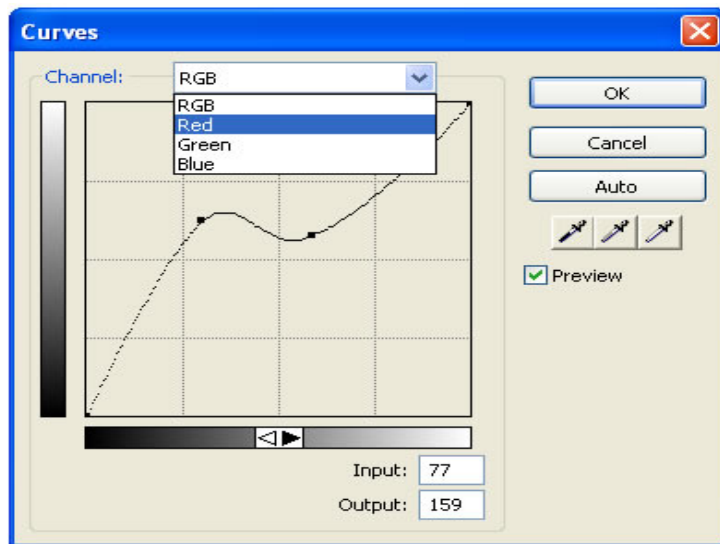 Curves
Channel: RGB
RGB
Red
Green
Blue
OK
Cancel
Auto
Preview
Input: 77
Output: 159